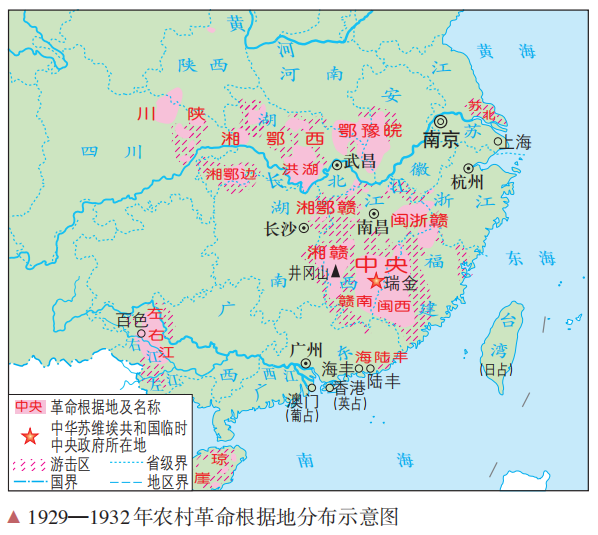 黄
河
黄 海
陕 西
河 南
江
安
川 陕
湖
苏北
湘 鄂 西
鄂豫皖
南京
苏
上海
四 川
武昌
湘鄂边
洪湖
长
北
徽
杭州
江
江
浙 江
湖
湘鄂赣
南昌
闽浙赣
长沙
湘赣
中央
福
东 海
井冈山
瑞金
南
西
赣南
闽西
建
广
左右江
百色
右江
台湾
(日占)
广州
东
海陆丰
海丰
陆丰
左江
西
西江
广
澳门
(葡占)
香港
(英占)
南 海
琼崖
中央 革命根据地及名称
中华苏维埃共和国临时
中央政府所在地
游击区 省级界
国界 地区界
▲ 1929—1932年农村革命根据地分布示意图